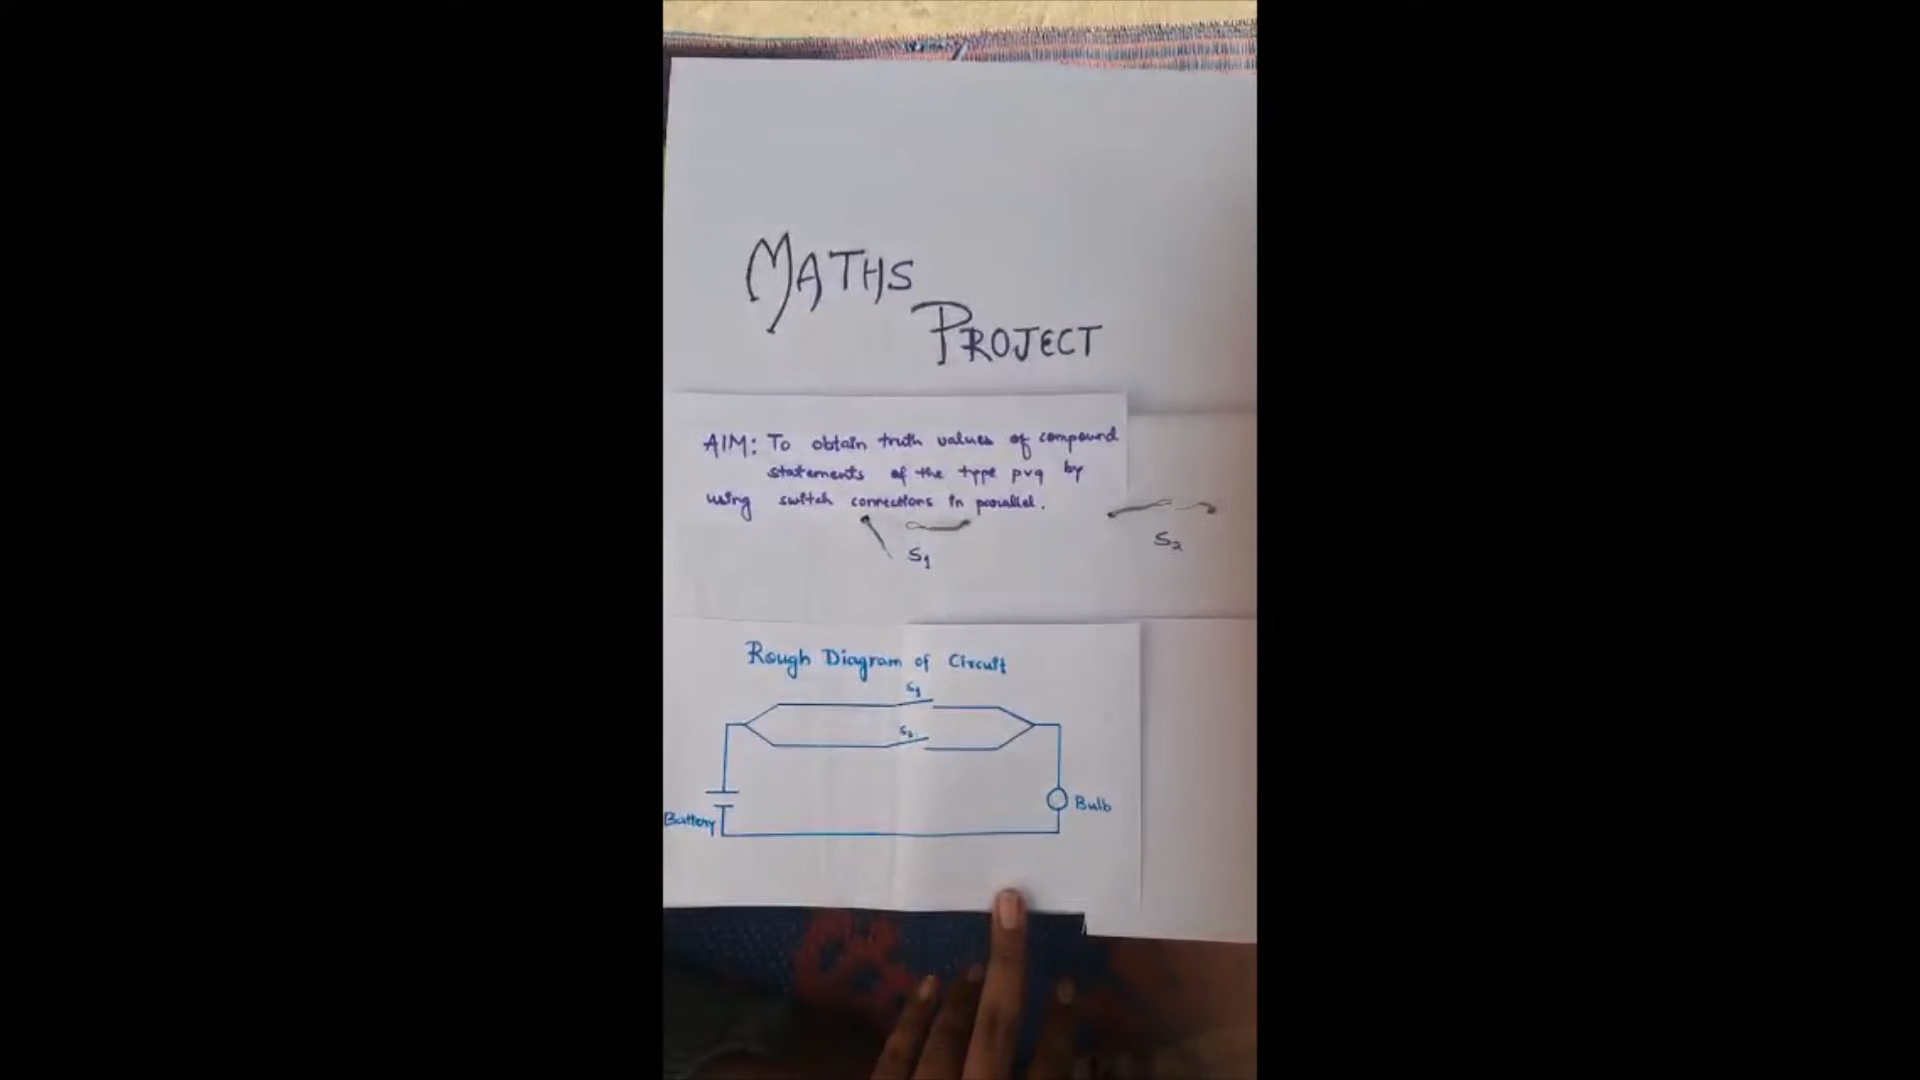 MATHS
PROJECT
AIM: To obtain truth values of compound
statements of the type pvq by
using switch connections in parallel.
S1
S2
Rough Diagram of Circuit
S1
S2
Battery
Bulb